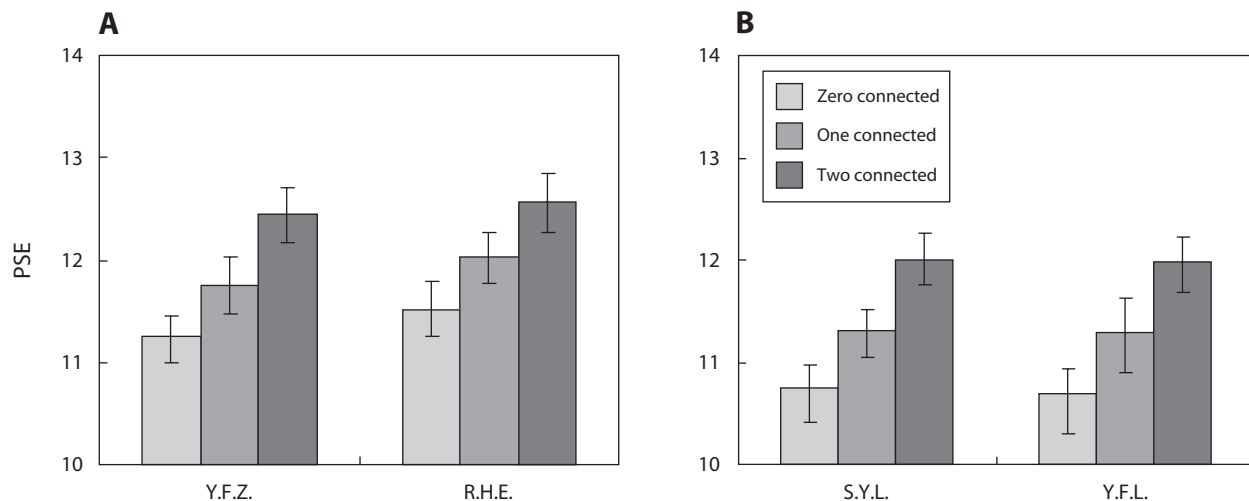 A
PSE
14
13
12
11
10
Y.F.Z.
R.H.E.
B
14
13
12
11
10
Zero connected
One connected
Two connected
S.Y.L.
Y.F.L.